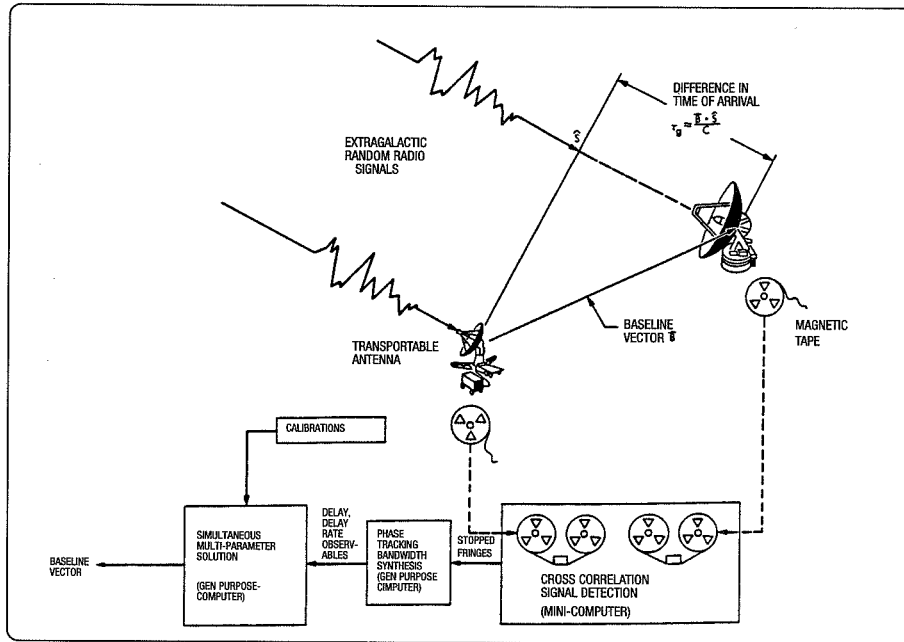 DIFFERENCE IN
TIME OF ARRIVAL
τg = B̅ · Ŝ
C
EXTRAGALACTIC
RANDOM RADIO
SIGNALS
Ŝ
BASELINE
VECTOR B̅
MAGNETIC
TAPE
TRANSPORTABLE
ANTENNA
CALIBRATIONS
SIMULTANEOUS
MULTI-PARAMETER
SOLUTION
(GEN PURPOSE-
COMPUTER)
BASELINE
VECTOR
DELAY,
DELAY
RATE
OBSERV-
ABLES
PHASE
TRACKING
BANDWIDTH
SYNTHESIS
(GEN PURPOSE
CIMPUTER)
STOPPED
FRINGES
CROSS CORRELATION
SIGNAL DETECTION
(MINI-COMPUTER)